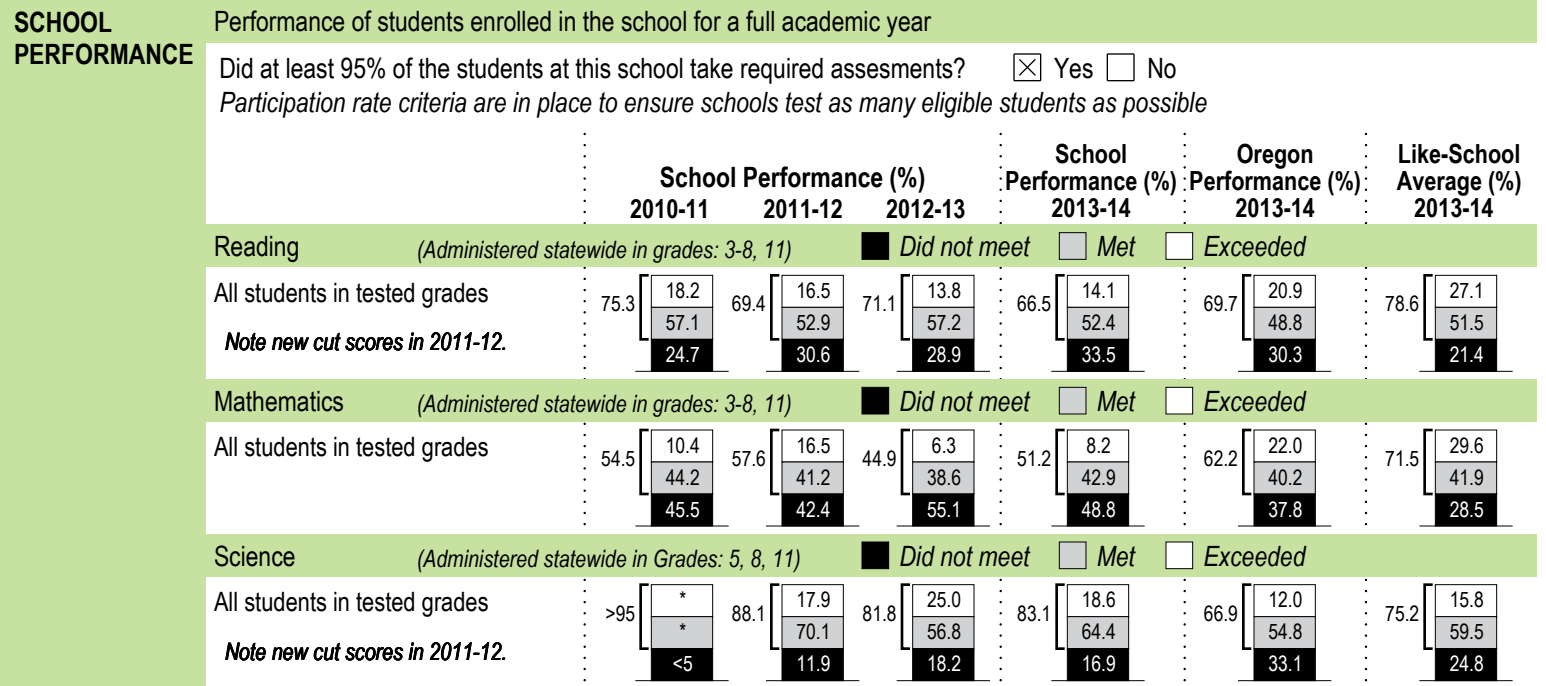 SCHOOL PERFORMANCE
Performance of students enrolled in the school for a full academic year
Did at least 95% of the students at this school take required assesments? Yes No
Participation rate criteria are in place to ensure schools test as many eligible students as possible
School Performance (%)
2010-11 2011-12 2012-13
School Performance (%) 2013-14
Oregon Performance (%) 2013-14
Like-School Average (%) 2013-14
Reading (Administered statewide in grades: 3-8, 11) Did not meet Met Exceeded
All students in tested grades
Note new cut scores in 2011-12.
75.3 18.2 57.1 24.7
69.4 16.5 52.9 30.6
71.1 13.8 57.2 28.9
66.5 14.1 52.4 33.5
69.7 20.9 48.8 30.3
78.6 27.1 51.5 21.4
Mathematics (Administered statewide in grades: 3-8, 11) Did not meet Met Exceeded
All students in tested grades
54.5 10.4 44.2 45.5
57.6 16.5 41.2 42.4
44.9 6.3 38.6 55.1
51.2 8.2 42.9 48.8
62.2 22.0 40.2 37.8
71.5 29.6 41.9 28.5
Science (Administered statewide in Grades: 5, 8, 11) Did not meet Met Exceeded
All students in tested grades
Note new cut scores in 2011-12.
>95 * * <5
88.1 17.9 70.1 11.9
81.8 25.0 56.8 18.2
83.1 18.6 64.4 16.9
66.9 12.0 54.8 33.1
75.2 15.8 59.5 24.8